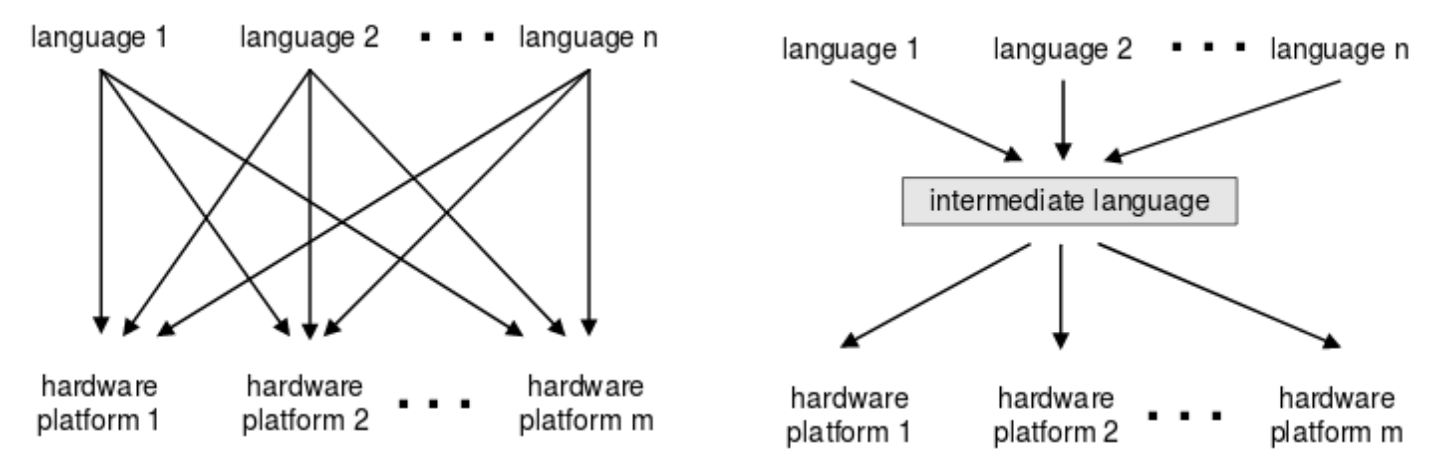 language 1 language 2 ... language n
hardware platform 1 hardware platform 2 ... hardware platform m
language 1 language 2 ... language n
intermediate language
hardware platform 1 hardware platform 2 ... hardware platform m